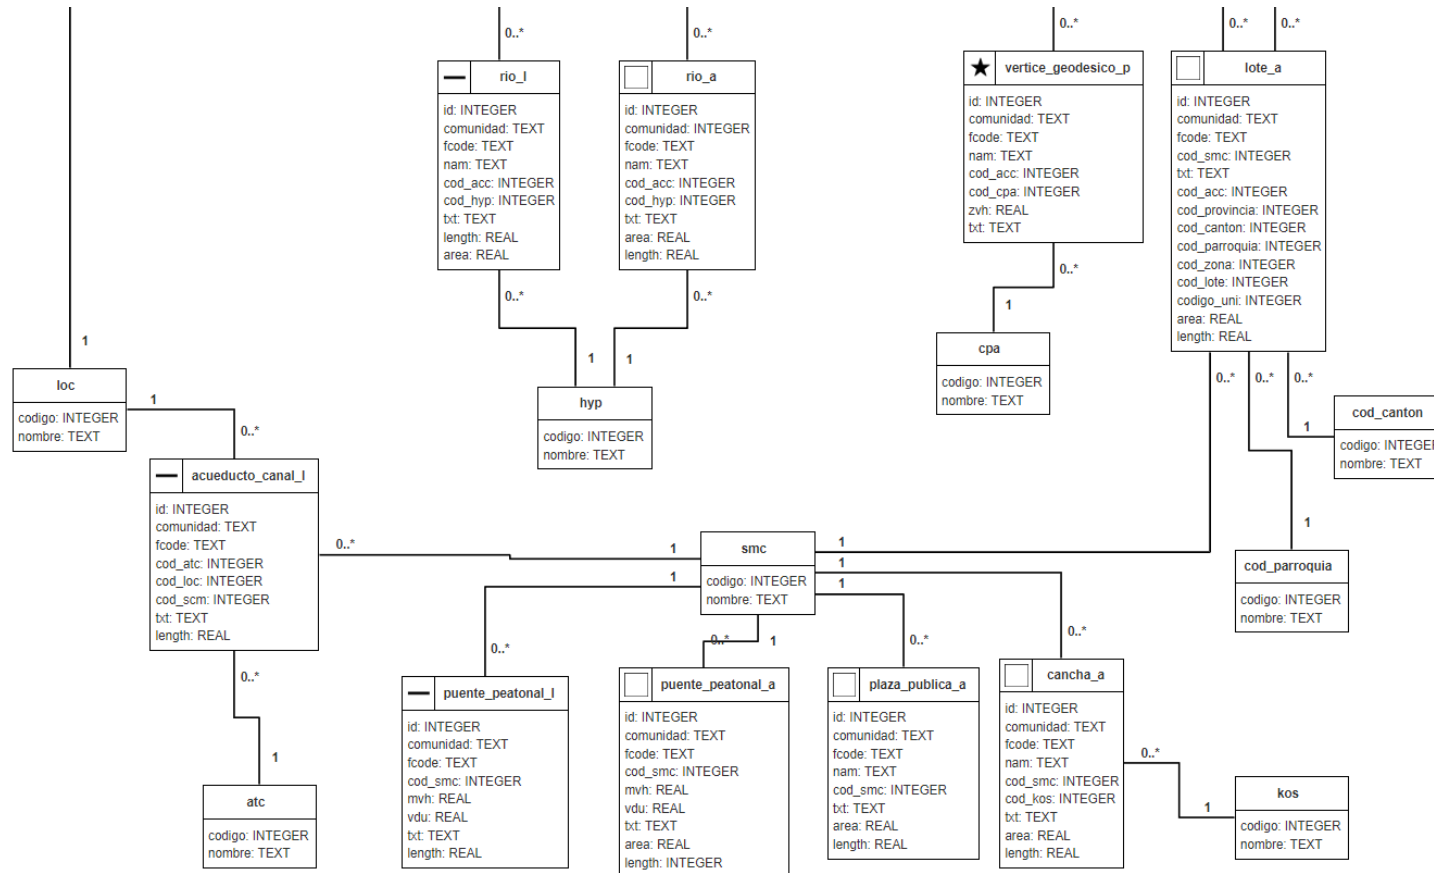 0..*
0..*
0..*
0..*
0..*
rio_l
id: INTEGER
comunidad: TEXT
fcode: TEXT
nam: TEXT
cod_acc: INTEGER
cod_hyp: INTEGER
txt: TEXT
length: REAL
area: REAL
rio_a
id: INTEGER
comunidad: INTEGER
fcode: TEXT
nam: TEXT
cod_acc: INTEGER
cod_hyp: INTEGER
txt: TEXT
area: REAL
length: REAL
vertice_geodesico_p
id: INTEGER
comunidad: TEXT
fcode: TEXT
nam: TEXT
cod_acc: INTEGER
cod_cpa: INTEGER
zvh: REAL
txt: TEXT
lote_a
id: INTEGER
comunidad: TEXT
fcode: TEXT
cod_smc: INTEGER
txt: TEXT
cod_acc: INTEGER
cod_provincia: INTEGER
cod_canton: INTEGER
cod_parroquia: INTEGER
cod_zona: INTEGER
cod_lote: INTEGER
codigo_uni: INTEGER
area: REAL
length: REAL
0..*
0..*
0..*
1
1
1
1
loc
codigo: INTEGER
nombre: TEXT
1
0..*
hyp
codigo: INTEGER
nombre: TEXT
cpa
codigo: INTEGER
nombre: TEXT
0..*
0..*
0..*
1
cod_canton
codigo: INTEGER
nombre: TEXT
acueducto_canal_l
id: INTEGER
comunidad: TEXT
fcode: TEXT
cod_atc: INTEGER
cod_loc: INTEGER
cod_scm: INTEGER
txt: TEXT
length: REAL
0..*
1
smc
codigo: INTEGER
nombre: TEXT
1
1
1
1
1
1
cod_parroquia
codigo: INTEGER
nombre: TEXT
0..*
0..*
0..*
0..*
0..*
1
atc
codigo: INTEGER
nombre: TEXT
puente_peatonal_l
id: INTEGER
comunidad: TEXT
fcode: TEXT
cod_smc: INTEGER
mvh: REAL
vdu: REAL
txt: TEXT
length: REAL
puente_peatonal_a
id: INTEGER
comunidad: TEXT
fcode: TEXT
cod_smc: INTEGER
mvh: REAL
vdu: REAL
txt: TEXT
area: REAL
length: INTEGER
plaza_publica_a
id: INTEGER
comunidad: TEXT
fcode: TEXT
nam: TEXT
cod_smc: INTEGER
txt: TEXT
area: REAL
length: REAL
cancha_a
id: INTEGER
comunidad: TEXT
fcode: TEXT
nam: TEXT
cod_smc: INTEGER
cod_kos: INTEGER
txt: TEXT
area: REAL
length: REAL
0..*
1
kos
codigo: INTEGER
nombre: TEXT